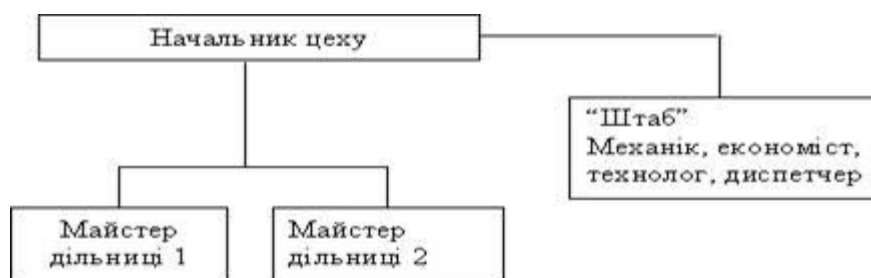 Начальник цеху
“Штаб”
Механік, економіст,
технолог, диспетчер
Майстер
дільниці 1
Майстер
дільниці 2